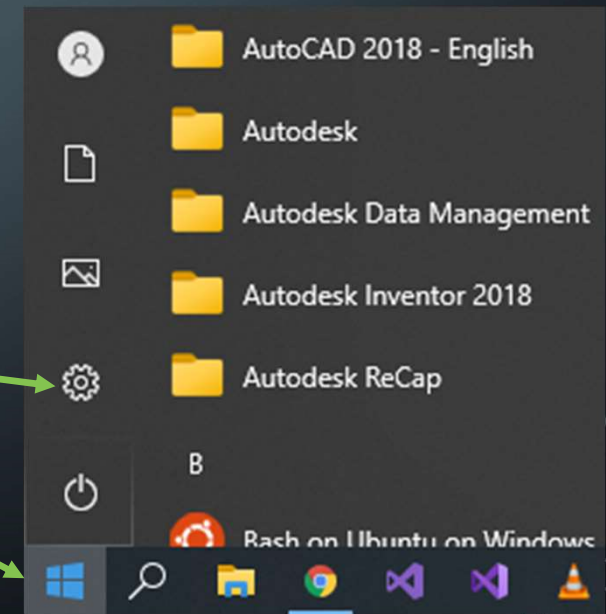 AutoCAD 2018 - English
Autodesk
Autodesk Data Management
Autodesk Inventor 2018
Autodesk ReCap
B
Bash on Ubuntu on Windows